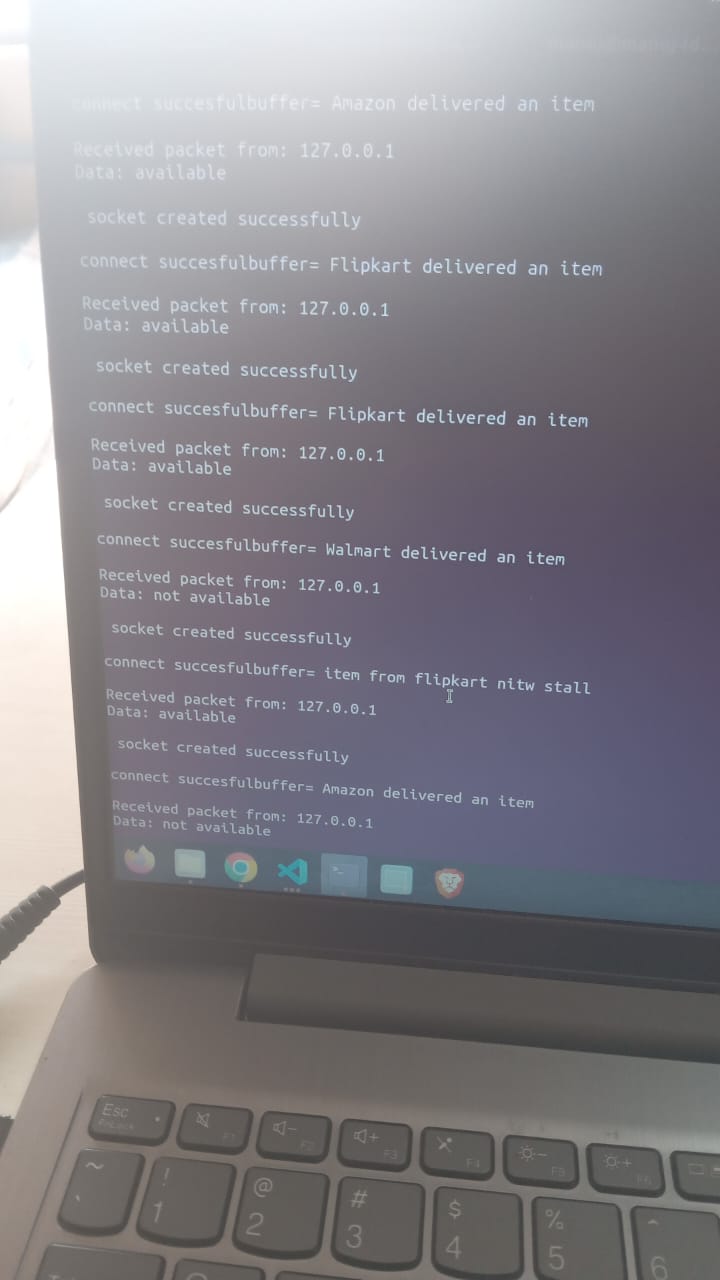 connect succesfulbuffer= Amazon delivered an item
Received packet from: 127.0.0.1
Data: available
socket created successfully
connect succesfulbuffer= Flipkart delivered an item
Received packet from: 127.0.0.1
Data: available
socket created successfully
connect succesfulbuffer= Flipkart delivered an item
Received packet from: 127.0.0.1
Data: available
socket created successfully
connect succesfulbuffer= Walmart delivered an item
Received packet from: 127.0.0.1
Data: not available
socket created successfully
connect succesfulbuffer= item from flipkart nitw stall
Received packet from: 127.0.0.1
Data: available
socket created successfully
connect succesfulbuffer= Amazon delivered an item
Received packet from: 127.0.0.1
Data: not available
Esc
FnLock
F1 F2 F3 F4 F5 F6
~ ! @ # $ % ^
` 1 2 3 4 5 6